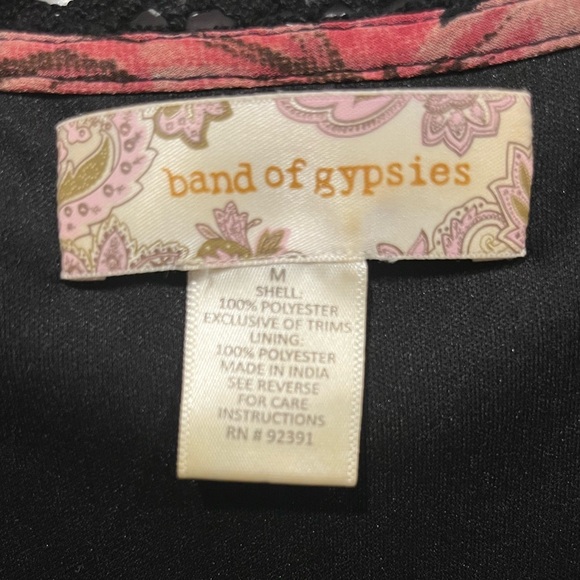 band of gypsies
M
SHELL:
100% POLYESTER
EXCLUSIVE OF TRIMS
LINING:
100% POLYESTER
MADE IN INDIA
SEE REVERSE
FOR CARE
INSTRUCTIONS
RN # 92391